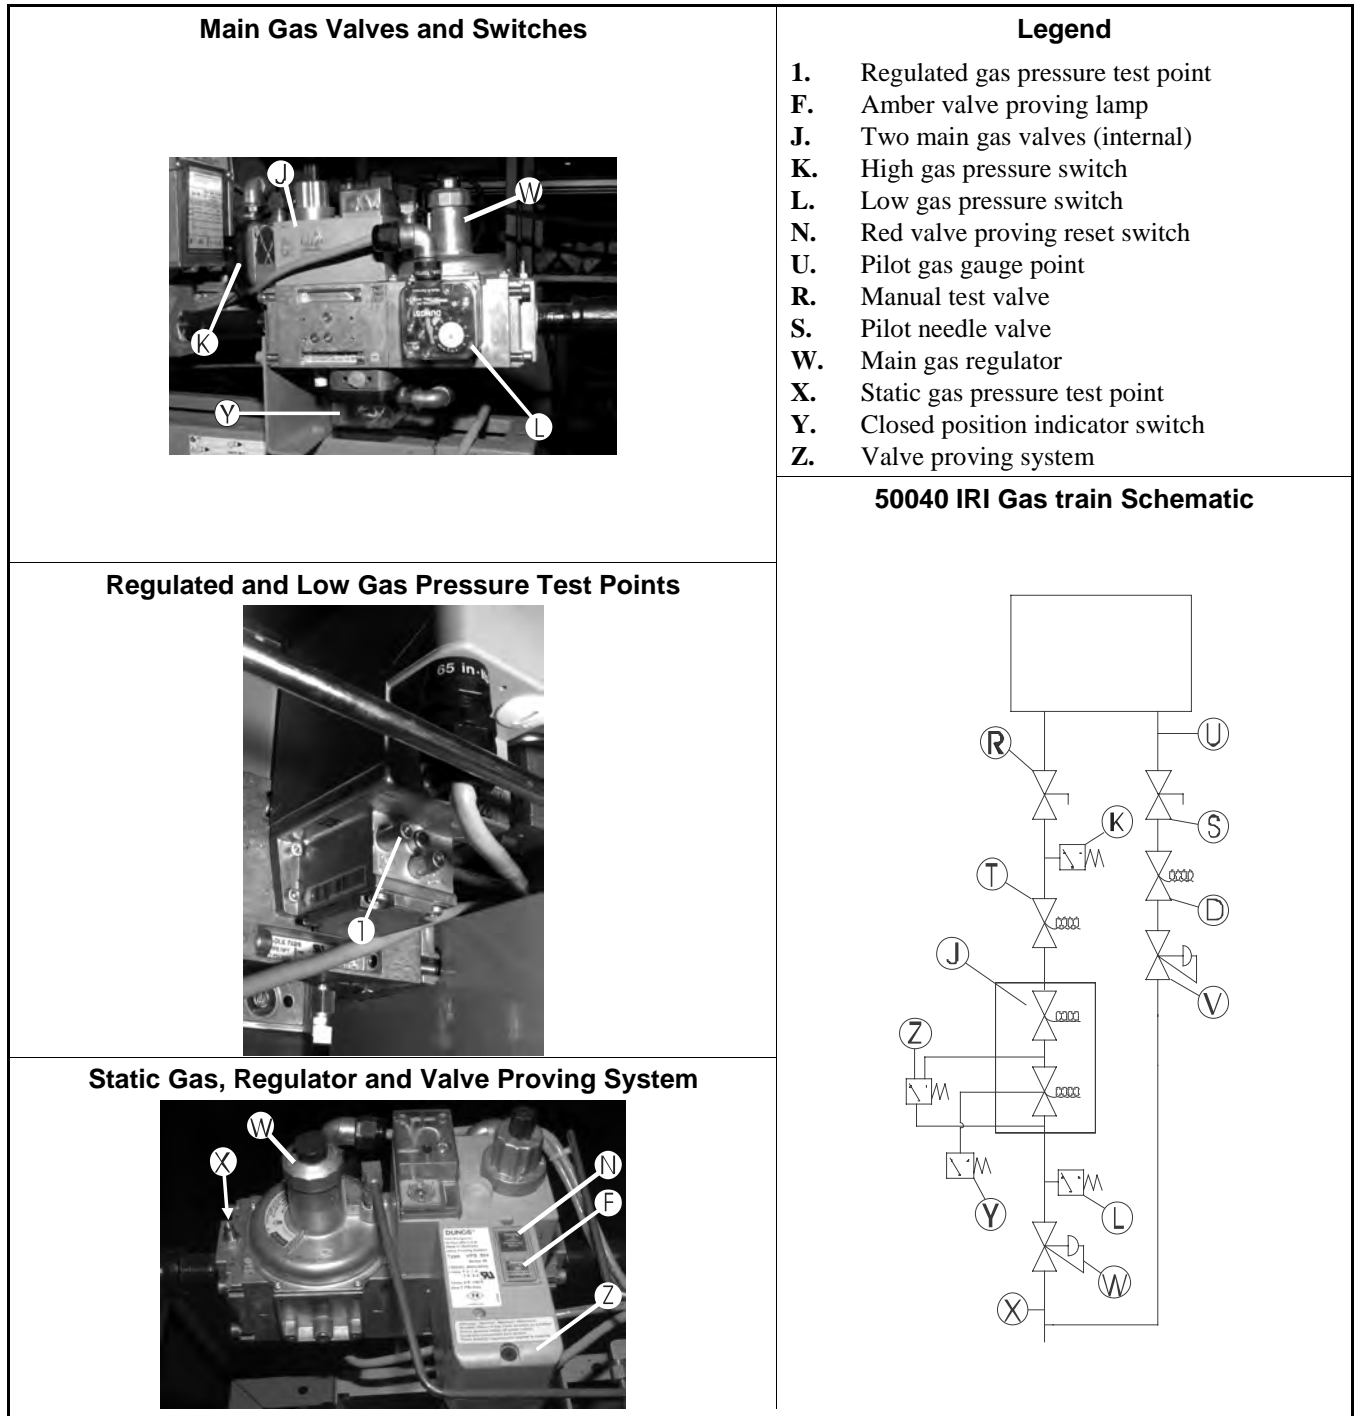 Main Gas Valves and Switches
J
W
K
Y
L
Legend
1. Regulated gas pressure test point
F. Amber valve proving lamp
J. Two main gas valves (internal)
K. High gas pressure switch
L. Low gas pressure switch
N. Red valve proving reset switch
U. Pilot gas gauge point
R. Manual test valve
S. Pilot needle valve
W. Main gas regulator
X. Static gas pressure test point
Y. Closed position indicator switch
Z. Valve proving system
Regulated and Low Gas Pressure Test Points
65 in-
1
Static Gas, Regulator and Valve Proving System
W
X
N
F
Z
DUNGS
50040 IRI Gas train Schematic
R
U
K
S
T
D
J
V
Z
Y
L
W
X